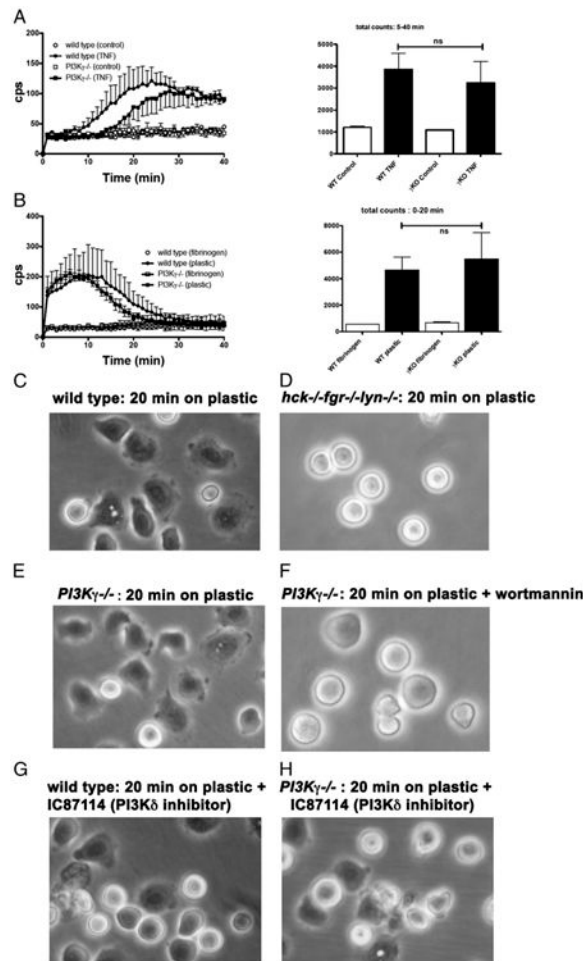 A
wild type (control)
wild type (TNF)
PI3Kγ-/- (control)
PI3Kγ-/- (TNF)
cps
200
150
100
50
0
0 10 20 30 40
Time (min)
total counts: 5-40 min
ns
5000
4000
3000
2000
1000
0
WT Control
WT TNF
γKO Control
γKO TNF
B
wild type (fibrinogen)
wild type (plastic)
PI3Kγ-/- (fibrinogen)
PI3Kγ-/- (plastic)
cps
400
300
200
100
0
0 10 20 30 40
Time (min)
total counts : 0-20 min
ns
8000
6000
4000
2000
0
WT fibrinogen
WT plastic
γKO fibrinogen
γKO plastic
C
wild type: 20 min on plastic
D
hck-/-fgr-/-lyn-/-: 20 min on plastic
E
PI3Kγ-/- : 20 min on plastic
F
PI3Kγ-/-: 20 min on plastic + wortmannin
G
wild type: 20 min on plastic +
IC87114 (PI3Kδ inhibitor)
H
PI3Kγ-/- : 20 min on plastic +
IC87114 (PI3Kδ inhibitor)